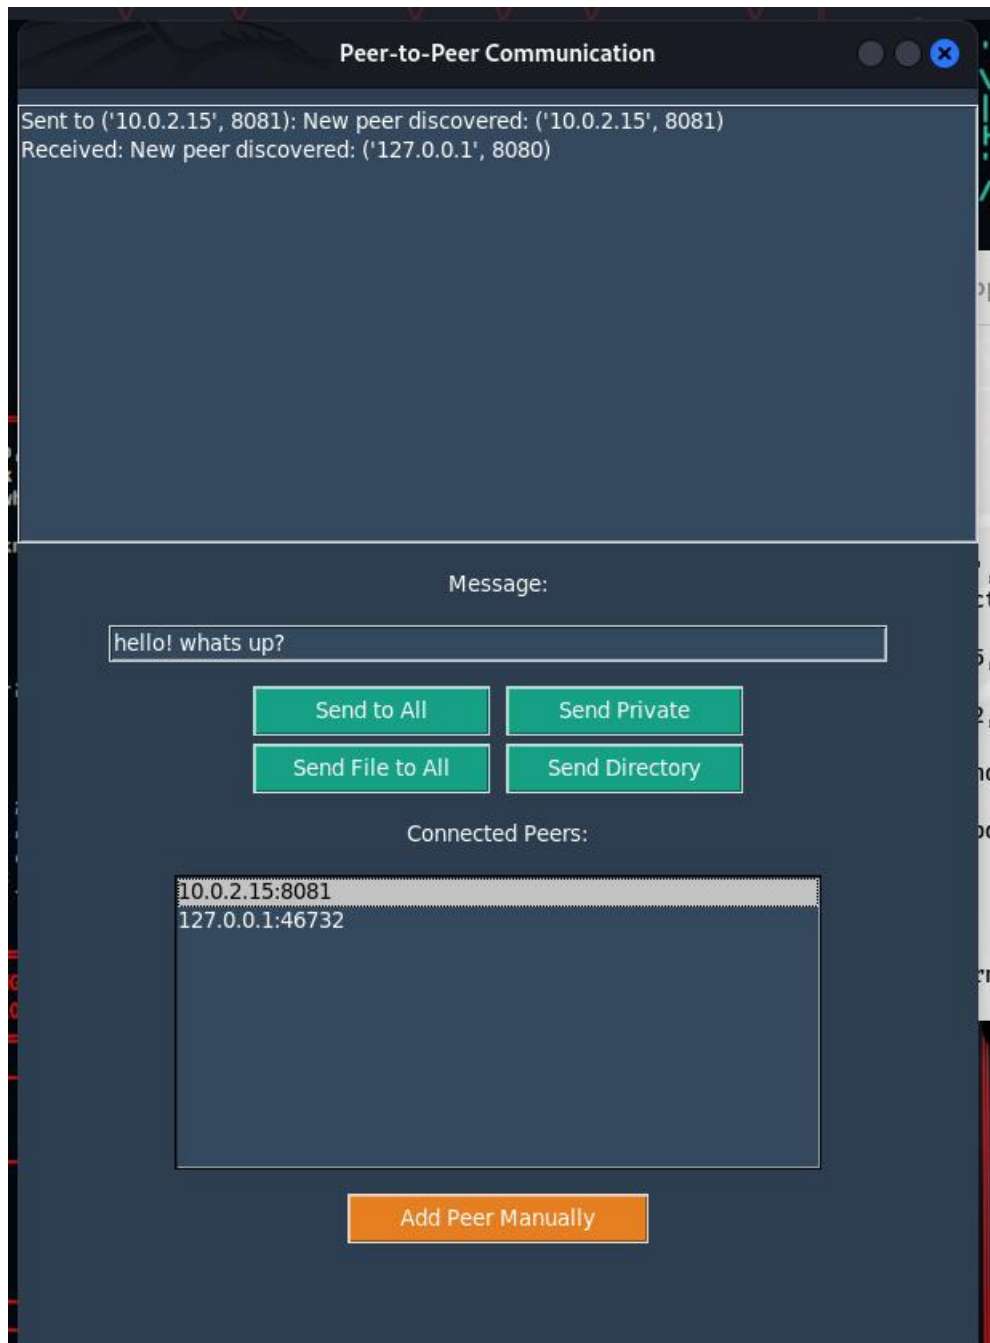 Peer-to-Peer Communication
Sent to ('10.0.2.15', 8081): New peer discovered: ('10.0.2.15', 8081)
Received: New peer discovered: ('127.0.0.1', 8080)
Message:
hello! whats up?
Send to All
Send Private
Send File to All
Send Directory
Connected Peers:
10.0.2.15:8081
127.0.0.1:46732
Add Peer Manually